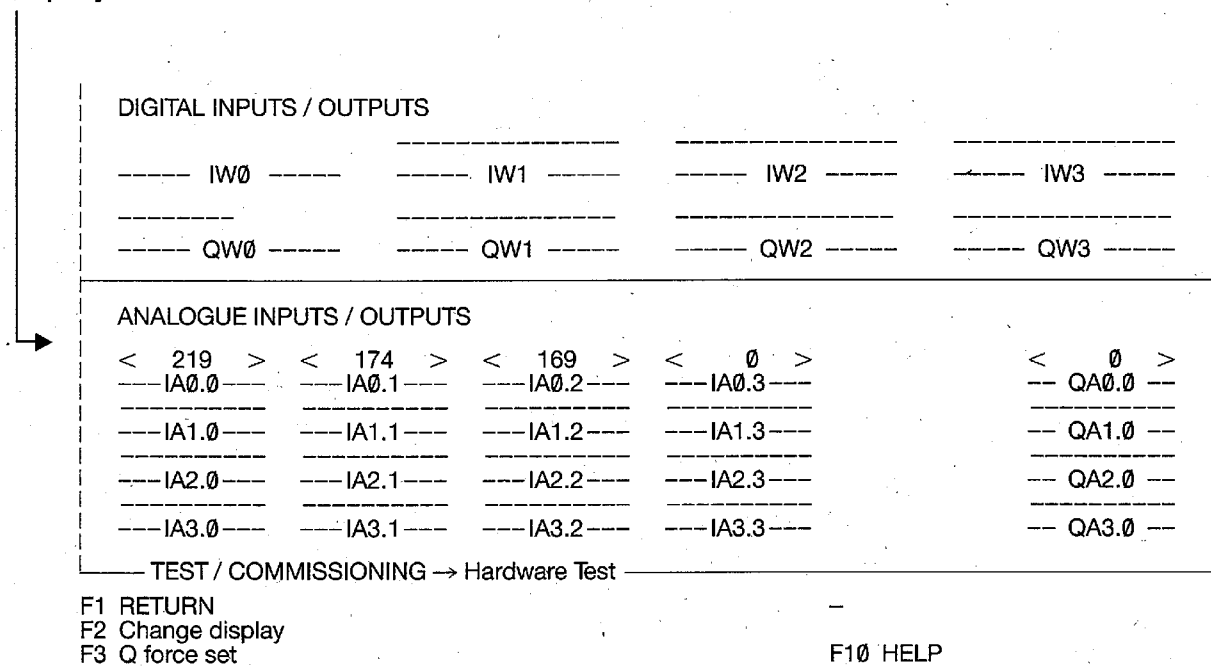 DIGITAL INPUTS / OUTPUTS
----- IWØ ----- ----- IW1 ----- ----- IW2 ----- ----- IW3 -----
----- QWØ ----- ----- QW1 ----- ----- QW2 ----- ----- QW3 -----
ANALOGUE INPUTS / OUTPUTS
< 219 > < 174 > < 169 > < Ø > < Ø >
---IAØ.Ø--- ---IAØ.1--- ---IAØ.2--- ---IAØ.3--- -- QAØ.Ø --
---IA1.Ø--- ---IA1.1--- ---IA1.2--- ---IA1.3--- -- QA1.Ø --
---IA2.Ø--- ---IA2.1--- ---IA2.2--- ---IA2.3--- -- QA2.Ø --
---IA3.Ø--- ---IA3.1--- ---IA3.2--- ---IA3.3--- -- QA3.Ø --
TEST / COMMISSIONING → Hardware Test
F1 RETURN –
F2 Change display
F3 Q force set F1Ø HELP